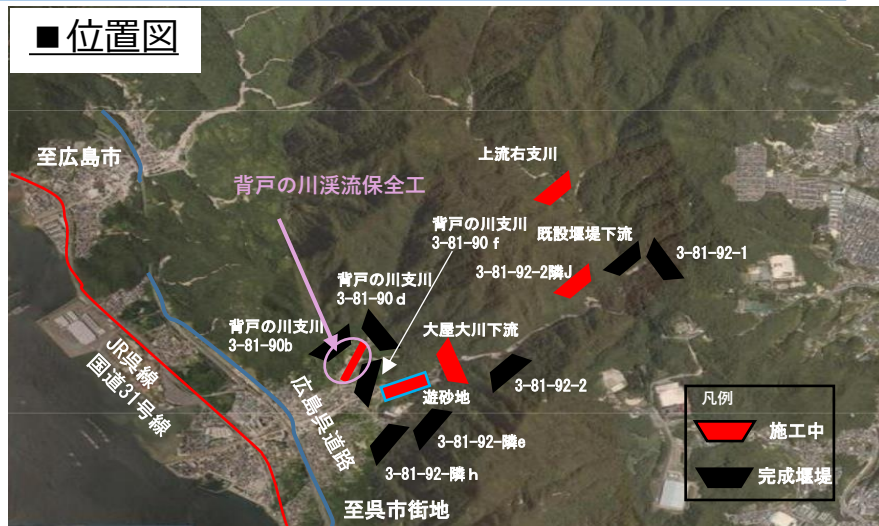 ■位置図
至広島市
上流右支川
背戸の川渓流保全工
背戸の川支川
3-81-90ｆ
既設堰堤下流
3-81-92-1
3-81-92-2隣J
背戸の川支川
3-81-90ｄ
背戸の川支川
3-81-90b
大屋大川下流
JR呉線
国道31号線
広島呉道路
遊砂地
3-81-92-2
3-81-92-隣e
3-81-92-隣ｈ
至呉市街地
凡例
施工中
完成堰堤